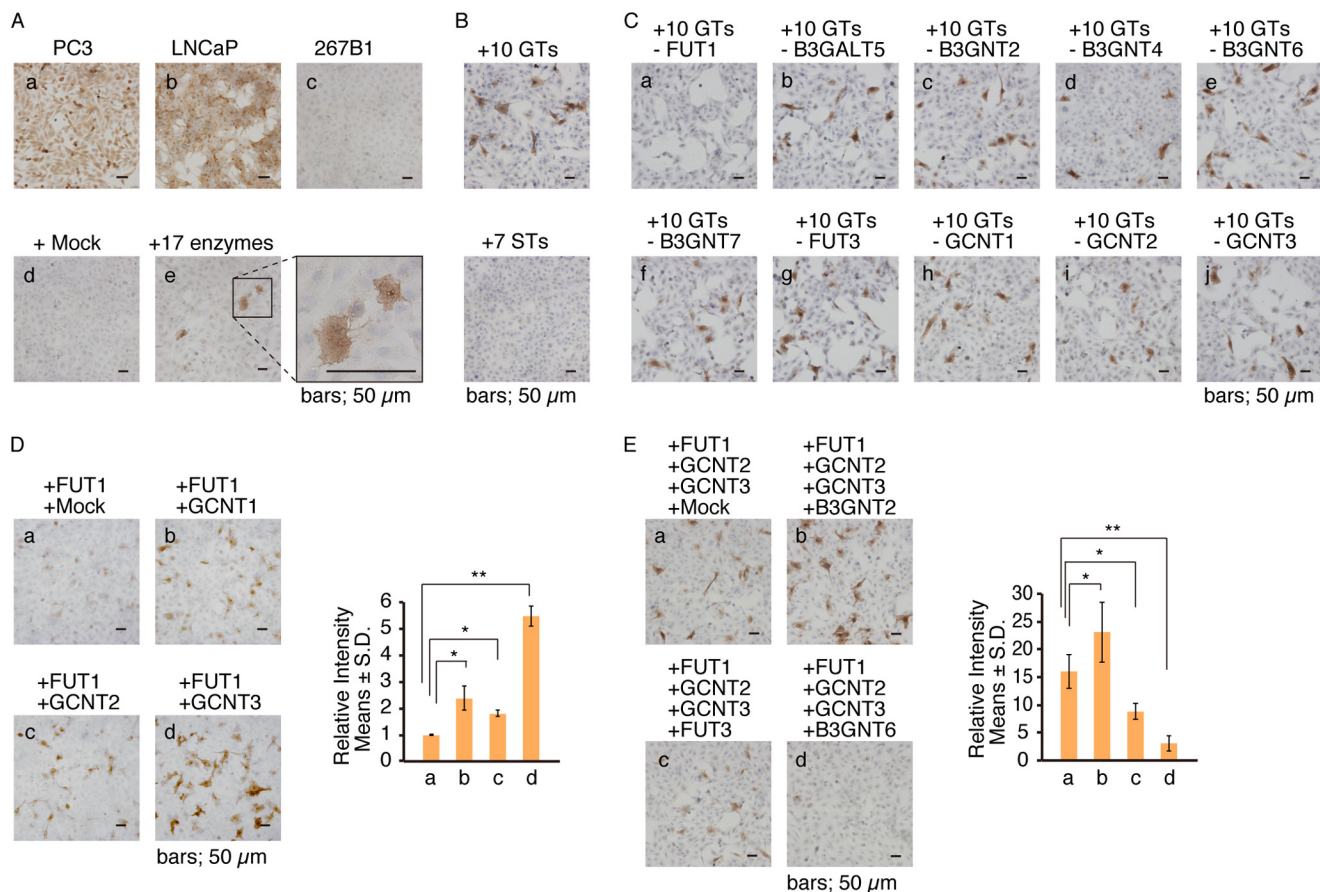 A
PC3
LNCaP
267B1
a
b
c
+ Mock
+17 enzymes
d
e
bars; 50 µm
B
+10 GTs
+7 STs
bars; 50 µm
C
+10 GTs
- FUT1
+10 GTs
- B3GALT5
+10 GTs
- B3GNT2
+10 GTs
- B3GNT4
+10 GTs
- B3GNT6
a
b
c
d
e
+10 GTs
- B3GNT7
+10 GTs
- FUT3
+10 GTs
- GCNT1
+10 GTs
- GCNT2
+10 GTs
- GCNT3
f
g
h
i
j
bars; 50 µm
D
+FUT1
+Mock
+FUT1
+GCNT1
a
b
+FUT1
+GCNT2
+FUT1
+GCNT3
c
d
bars; 50 µm
Relative Intensity
Means ± S.D.
6
5
4
3
2
1
0
**
*
*
a b c d
E
+FUT1
+GCNT2
+GCNT3
+Mock
+FUT1
+GCNT2
+GCNT3
+B3GNT2
a
b
+FUT1
+GCNT2
+GCNT3
+FUT3
+FUT1
+GCNT2
+GCNT3
+B3GNT6
c
d
bars; 50 µm
Relative Intensity
Means ± S.D.
30
25
20
15
10
5
0
**
*
*
a b c d